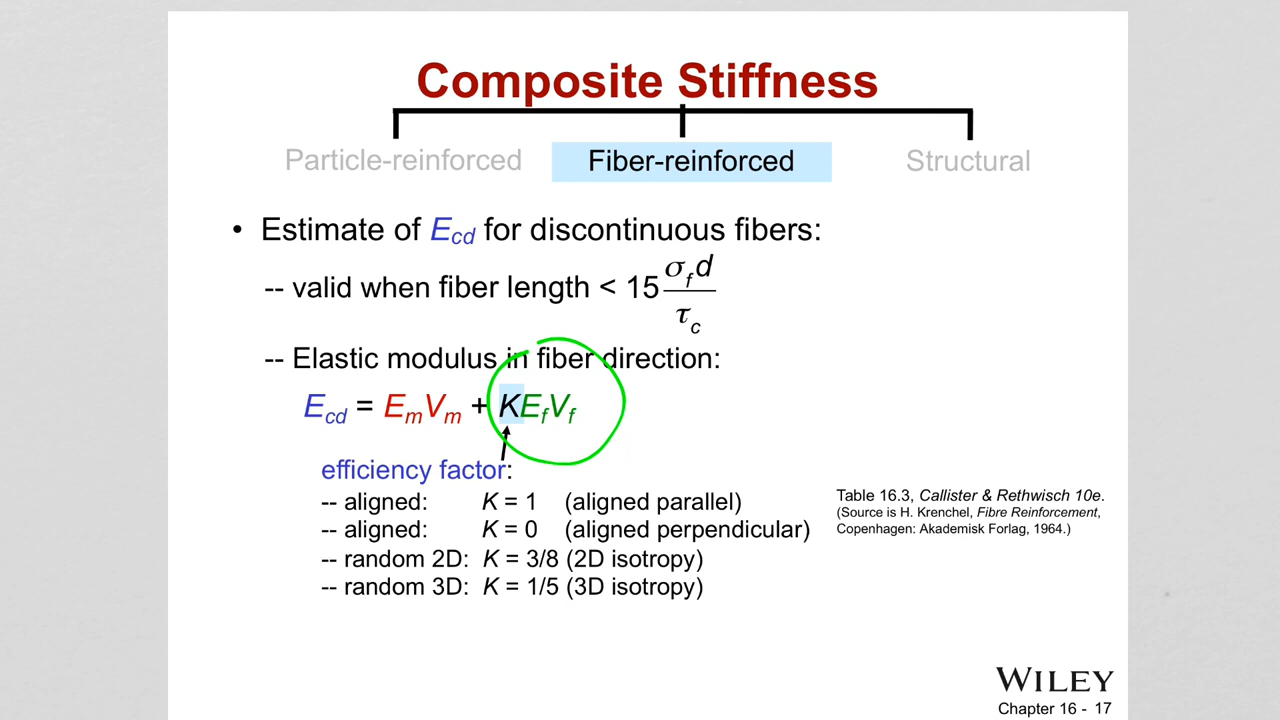 Composite Stiffness
Particle-reinforced Fiber-reinforced Structural
• Estimate of Ecd for discontinuous fibers:
-- valid when fiber length < 15 σf d / τc
-- Elastic modulus in fiber direction:
Ecd = EmVm + KEfVf
efficiency factor:
-- aligned: K = 1 (aligned parallel)
-- aligned: K = 0 (aligned perpendicular)
-- random 2D: K = 3/8 (2D isotropy)
-- random 3D: K = 1/5 (3D isotropy)
Table 16.3, Callister & Rethwisch 10e.
(Source is H. Krenchel, Fibre Reinforcement,
Copenhagen: Akademisk Forlag, 1964.)
WILEY
Chapter 16 - 17